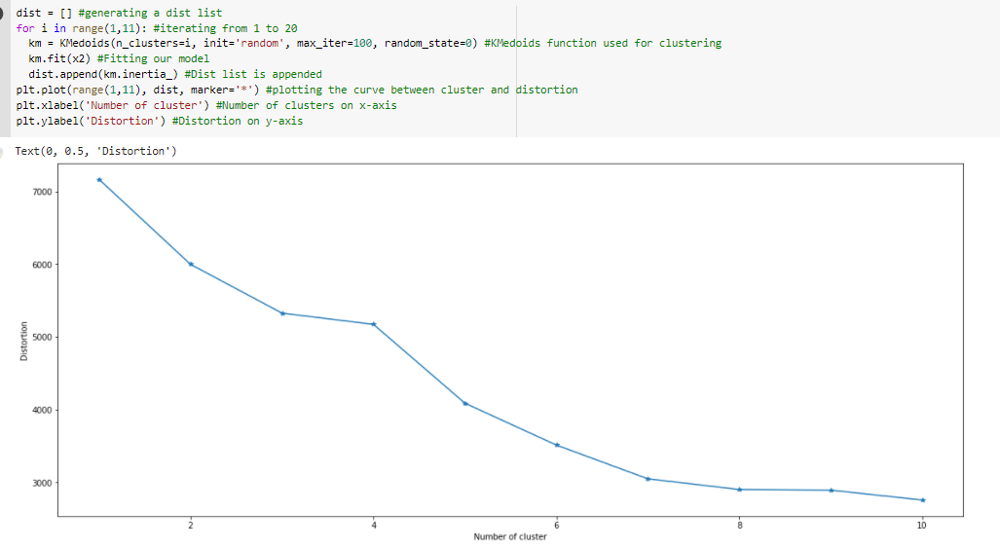 dist = [] #generating a dist list
for i in range(1,11): #iterating from 1 to 20
km = KMedoids(n_clusters=i, init='random', max_iter=100, random_state=0) #KMedoids function used for clustering
km.fit(x2) #Fitting our model
dist.append(km.inertia_) #Dist list is appended
plt.plot(range(1,11), dist, marker='*') #plotting the curve between cluster and distortion
plt.xlabel('Number of cluster') #Number of clusters on x-axis
plt.ylabel('Distortion') #Distortion on y-axis
Text(0, 0.5, 'Distortion')
7000
6000
5000
4000
3000
Distortion
2
4
6
8
10
Number of cluster